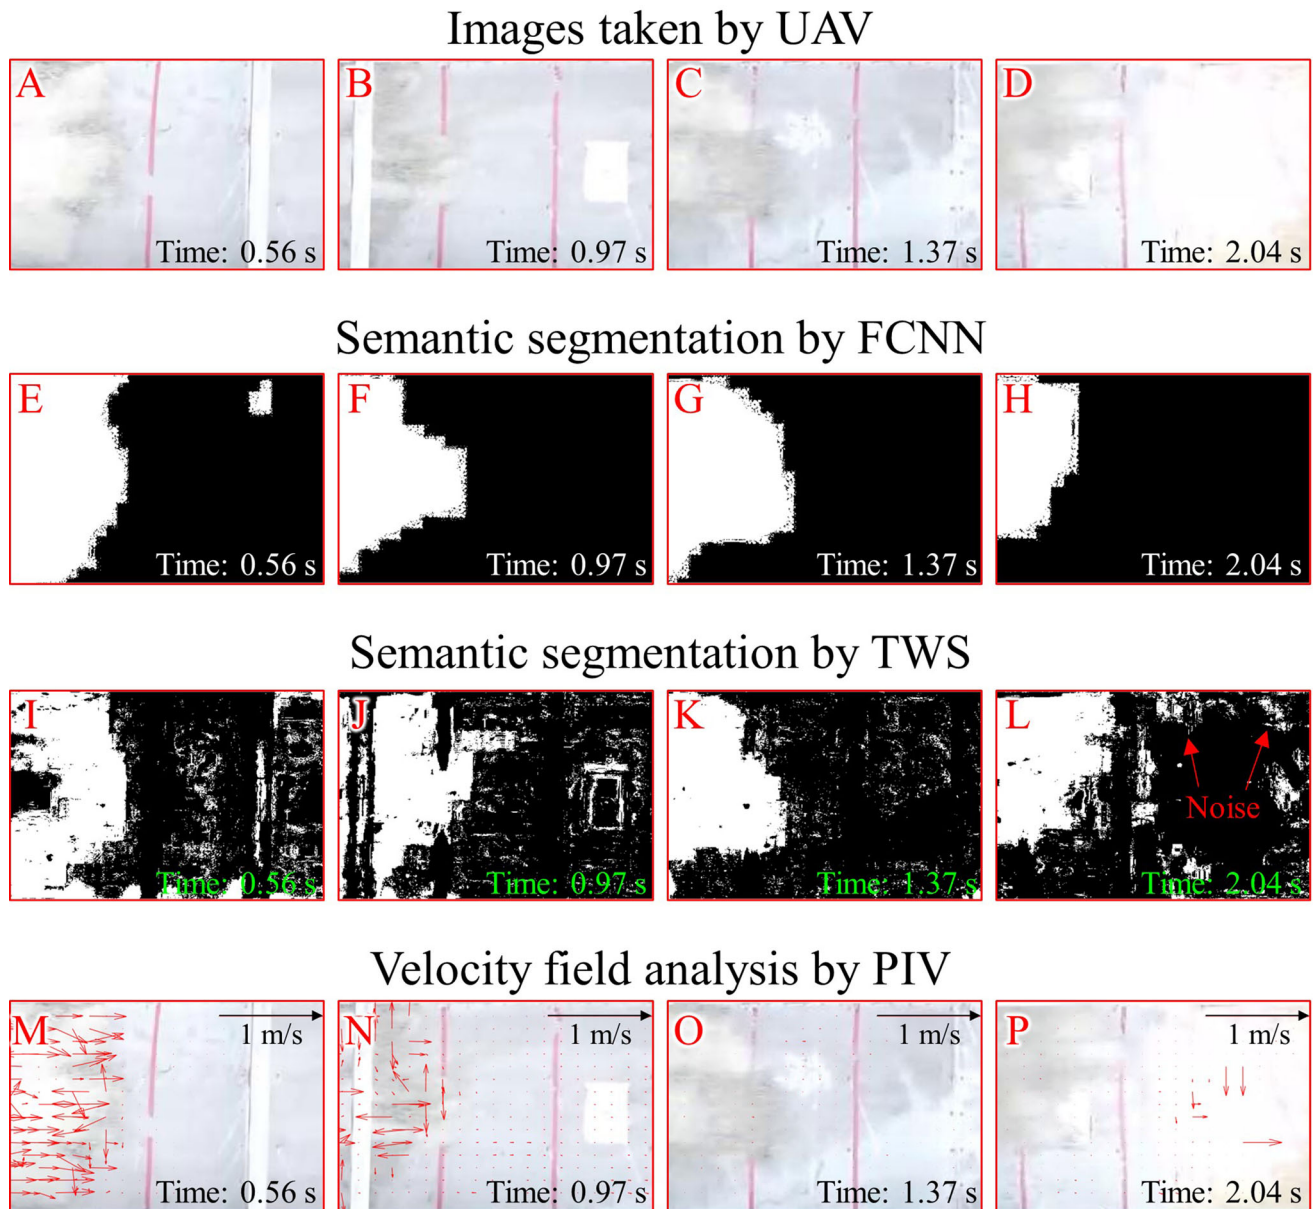 Images taken by UAV
A B C D
Time: 0.56 s Time: 0.97 s Time: 1.37 s Time: 2.04 s
Semantic segmentation by FCNN
E F G H
Time: 0.56 s Time: 0.97 s Time: 1.37 s Time: 2.04 s
Semantic segmentation by TWS
I J K L
Noise
Time: 0.56 s Time: 0.97 s Time: 1.37 s Time: 2.04 s
Velocity field analysis by PIV
M 1 m/s N 1 m/s O 1 m/s P 1 m/s
Time: 0.56 s Time: 0.97 s Time: 1.37 s Time: 2.04 s